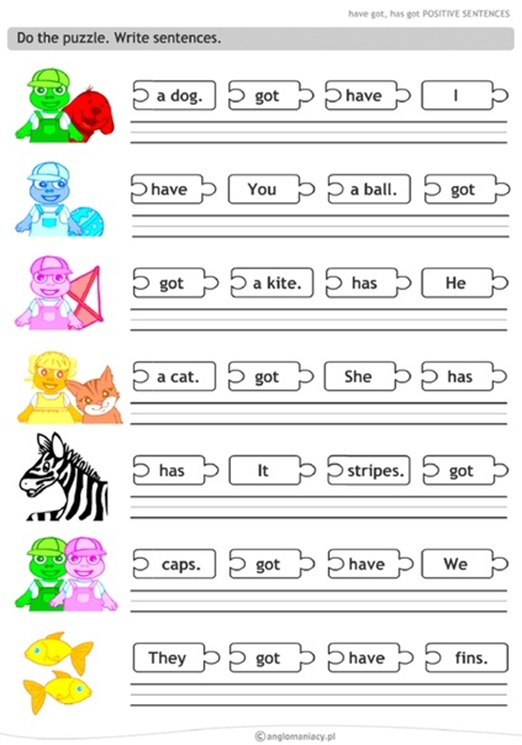 have got, has got POSITIVE SENTENCES
Do the puzzle. Write sentences.
a dog. got have I
have You a ball. got
got a kite. has He
a cat. got She has
has It stripes. got
caps. got have We
They got have fins.
© anglomaniacy.pl